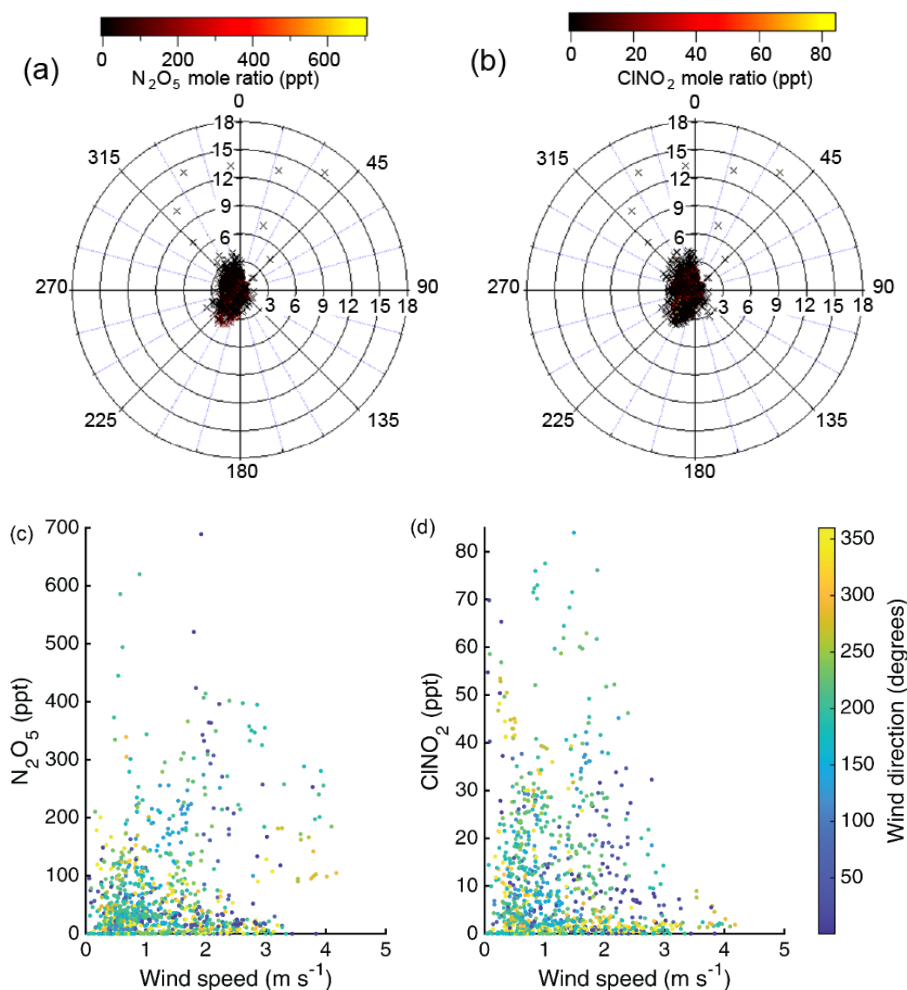 0 200 400 600
N₂O₅ mole ratio (ppt)
(a)
0
18
15
12
9
6
315 45
270 90
3 6 9 12 15 18
225 135
180
0 20 40 60 80
ClNO₂ mole ratio (ppt)
(b)
0
18
15
12
9
6
315 45
270 90
3 6 9 12 15 18
225 135
180
(c)
700
600
500
400
300
200
100
0
N₂O₅ (ppt)
0 1 2 3 4 5
Wind speed (m s⁻¹)
(d)
80
70
60
50
40
30
20
10
0
ClNO₂ (ppt)
0 1 2 3 4 5
Wind speed (m s⁻¹)
350
300
250
200
150
100
50
Wind direction (degrees)